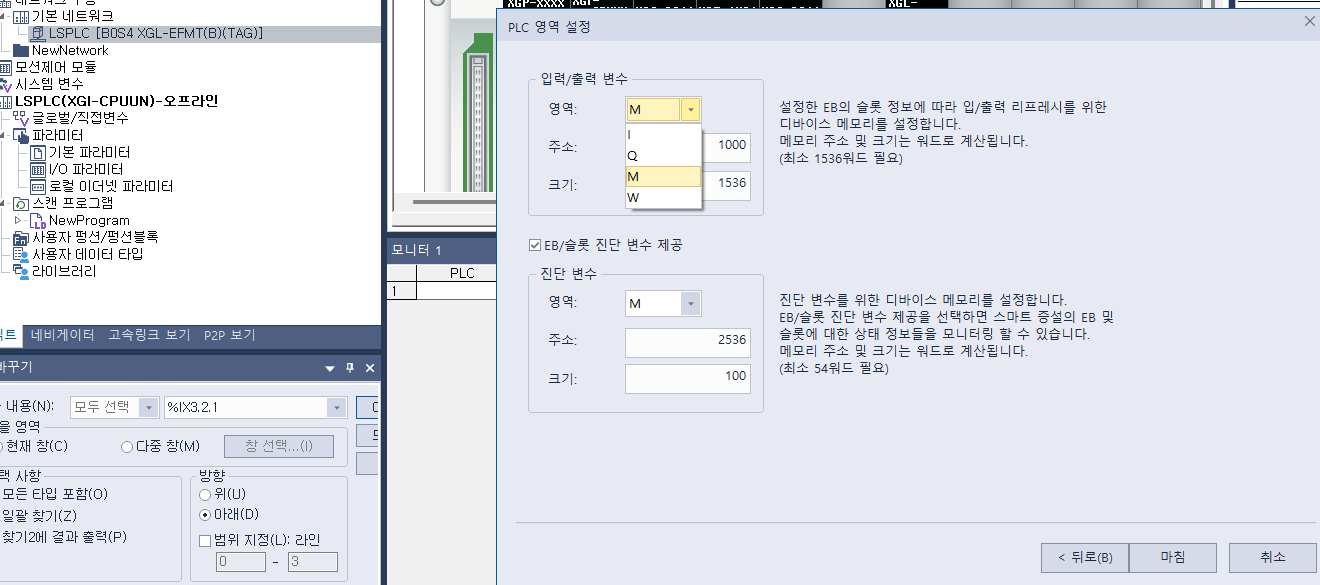 기본 네트워크
LSPLC [B0S4 XGL-EFMT(B)(TAG)]
NewNetwork
모션제어 모듈
시스템 변수
LSPLC(XGI-CPUUN)-오프라인
글로벌/직접변수
파라미터
기본 파라미터
I/O 파라미터
로컬 이더넷 파라미터
스캔 프로그램
NewProgram
사용자 펑션/펑션블록
사용자 데이터 타입
라이브러리
네비게이터 고속링크 보기 P2P 보기
바꾸기
내용(N): 모두 선택 %IX3.2.1
영역
현재 창(C) 다중 창(M) 창 선택...(I)
사항
모든 타입 포함(O)
일괄 찾기(Z)
찾기2에 결과 출력(P)
방향
위(U)
아래(D)
범위 지정(L): 라인
0 - 3
XGP-XXXX
XGL-
모니터 1
PLC
1
PLC 영역 설정
입력/출력 변수
영역: M
I
Q
M
W
주소: 1000
크기: 1536
설정한 EB의 슬롯 정보에 따라 입/출력 리프레시를 위한
디바이스 메모리를 설정합니다.
메모리 주소 및 크기는 워드로 계산됩니다.
(최소 1536워드 필요)
EB/슬롯 진단 변수 제공
진단 변수
영역: M
주소: 2536
크기: 100
진단 변수를 위한 디바이스 메모리를 설정합니다.
EB/슬롯 진단 변수 제공을 선택하면 스마트 증설의 EB 및
슬롯에 대한 상태 정보들을 모니터링 할 수 있습니다.
메모리 주소 및 크기는 워드로 계산됩니다.
(최소 54워드 필요)
< 뒤로(B) 마침 취소